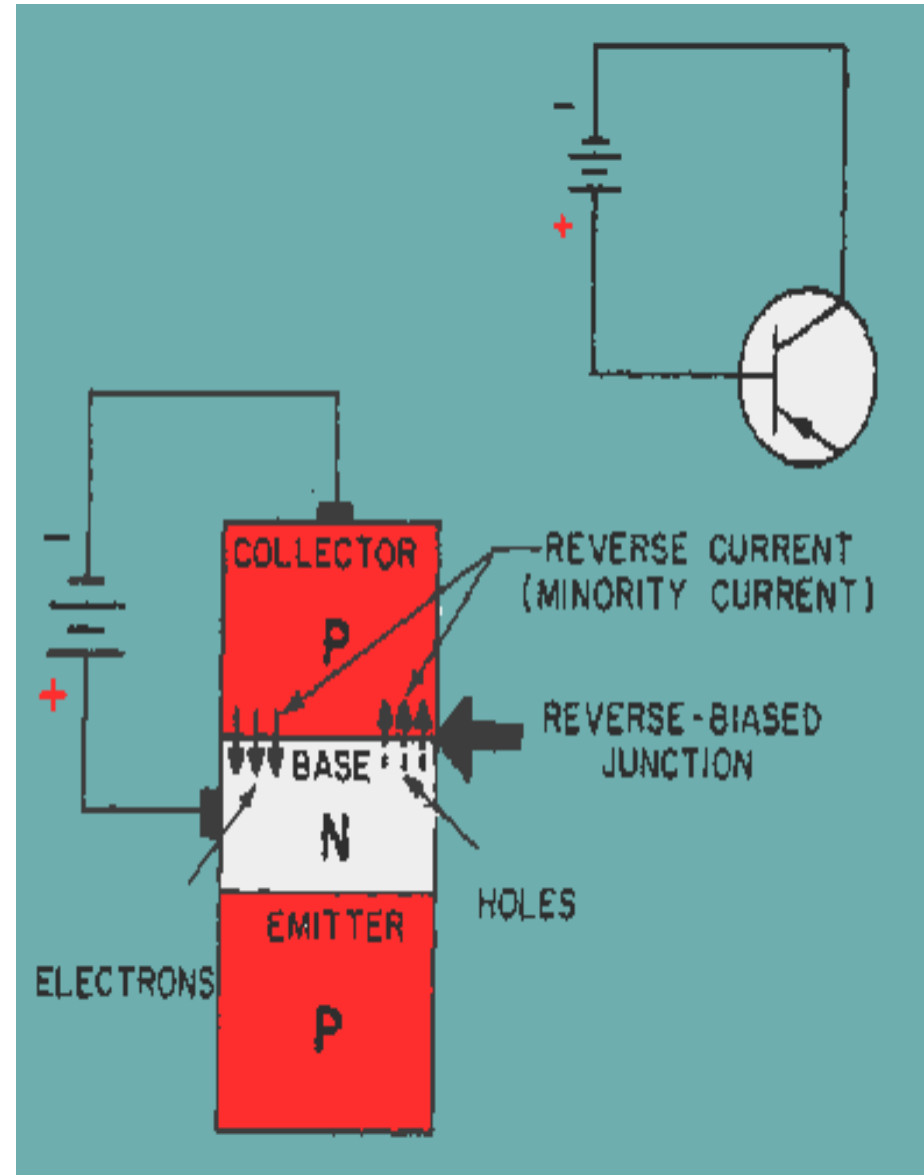 -
+
-
+
COLLECTOR
P
REVERSE CURRENT
(MINORITY CURRENT)
REVERSE-BIASED
JUNCTION
BASE
N
HOLES
EMITTER
ELECTRONS
P